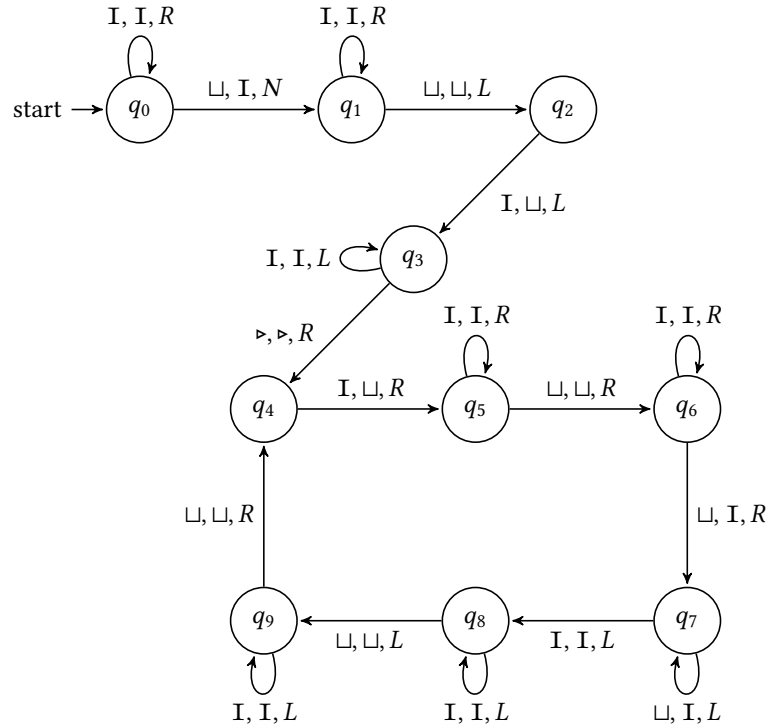 I, I, R I, I, R
start q₀ ⊔, I, N q₁ ⊔, ⊔, L q₂
I, ⊔, L
I, I, L q₃
▹, ▹, R I, I, R I, I, R
q₄ I, ⊔, R q₅ ⊔, ⊔, R q₆
⊔, ⊔, R ⊔, I, R
q₉ ⊔, ⊔, L q₈ I, I, L q₇
I, I, L I, I, L ⊔, I, L